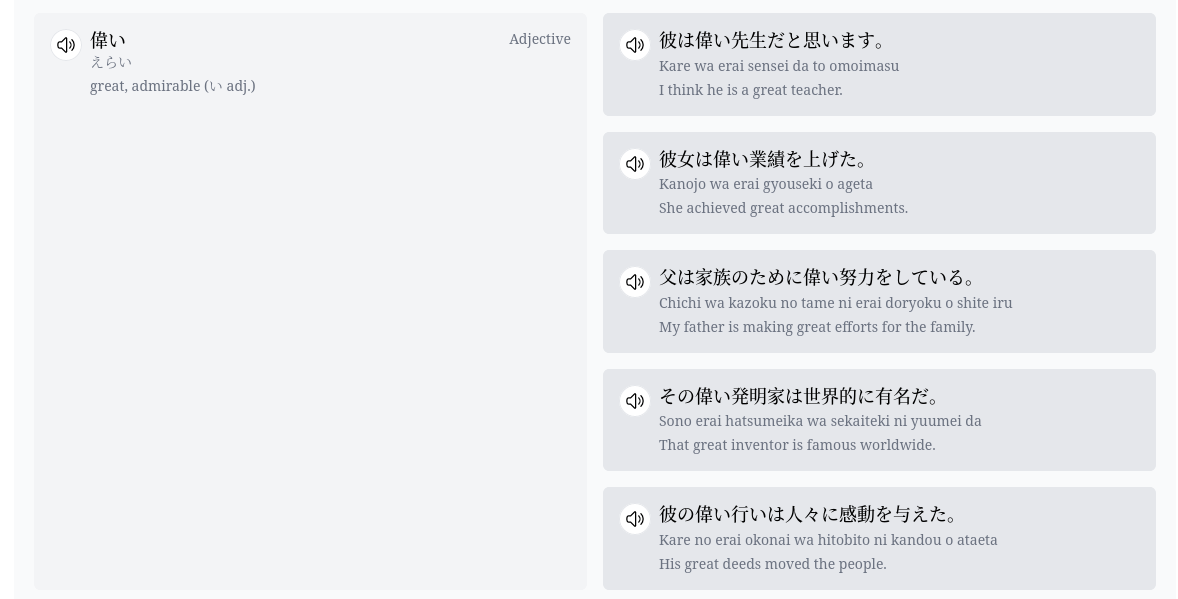 偉い
Adjective
えらい
great, admirable (い adj.)
彼は偉い先生だと思います。
Kare wa erai sensei da to omoimasu
I think he is a great teacher.
彼女は偉い業績を上げた。
Kanojo wa erai gyouseki o ageta
She achieved great accomplishments.
父は家族のために偉い努力をしている。
Chichi wa kazoku no tame ni erai doryoku o shite iru
My father is making great efforts for the family.
その偉い発明家は世界的に有名だ。
Sono erai hatsumeika wa sekaiteki ni yuumei da
That great inventor is famous worldwide.
彼の偉い行いは人々に感動を与えた。
Kare no erai okonai wa hitobito ni kandou o ataeta
His great deeds moved the people.